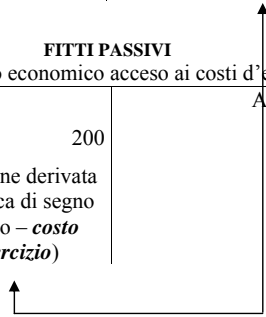 FITTI PASSIVI
o economico acceso ai costi d'e
A
200
ne derivata
ca di segno
o – costo
rcizio)